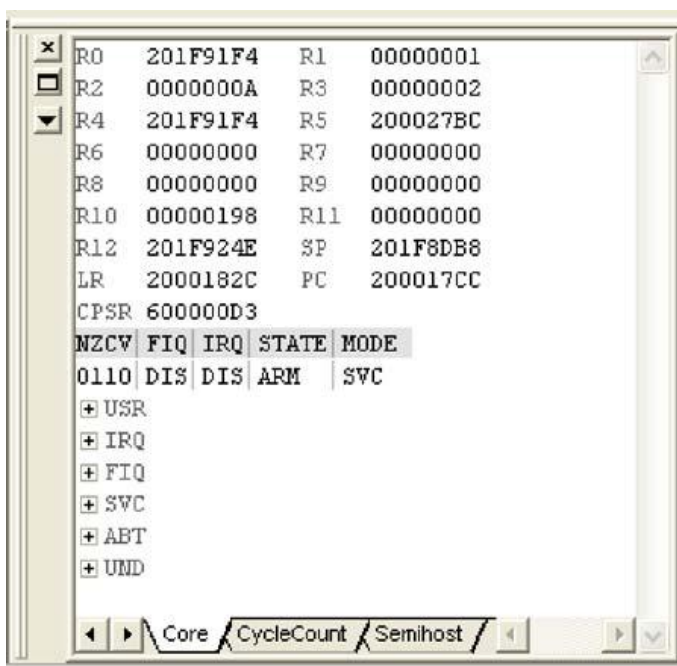 R0 201F91F4 R1 00000001
R2 0000000A R3 00000002
R4 201F91F4 R5 200027BC
R6 00000000 R7 00000000
R8 00000000 R9 00000000
R10 00000198 R11 00000000
R12 201F924E SP 201F8DB8
LR 2000182C PC 200017CC
CPSR 600000D3
NZCV FIQ IRQ STATE MODE
0110 DIS DIS ARM SVC
USR
IRQ
FIQ
SVC
ABT
UND
Core CycleCount Semihost